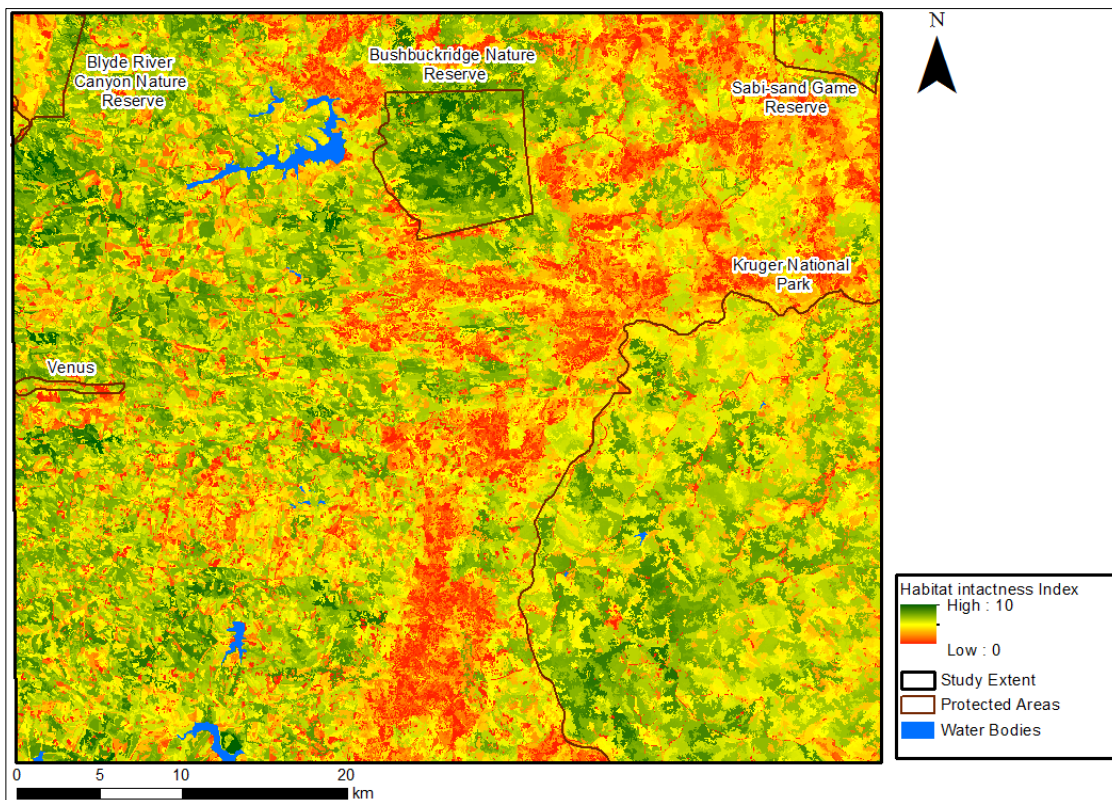 N
Blyde River
Canyon Nature
Reserve
Bushbuckridge Nature
Reserve
Sabi-sand Game
Reserve
Kruger National
Park
Venus
Habitat intactness Index
High : 10
Low : 0
Study Extent
Protected Areas
Water Bodies
0 5 10 20
km